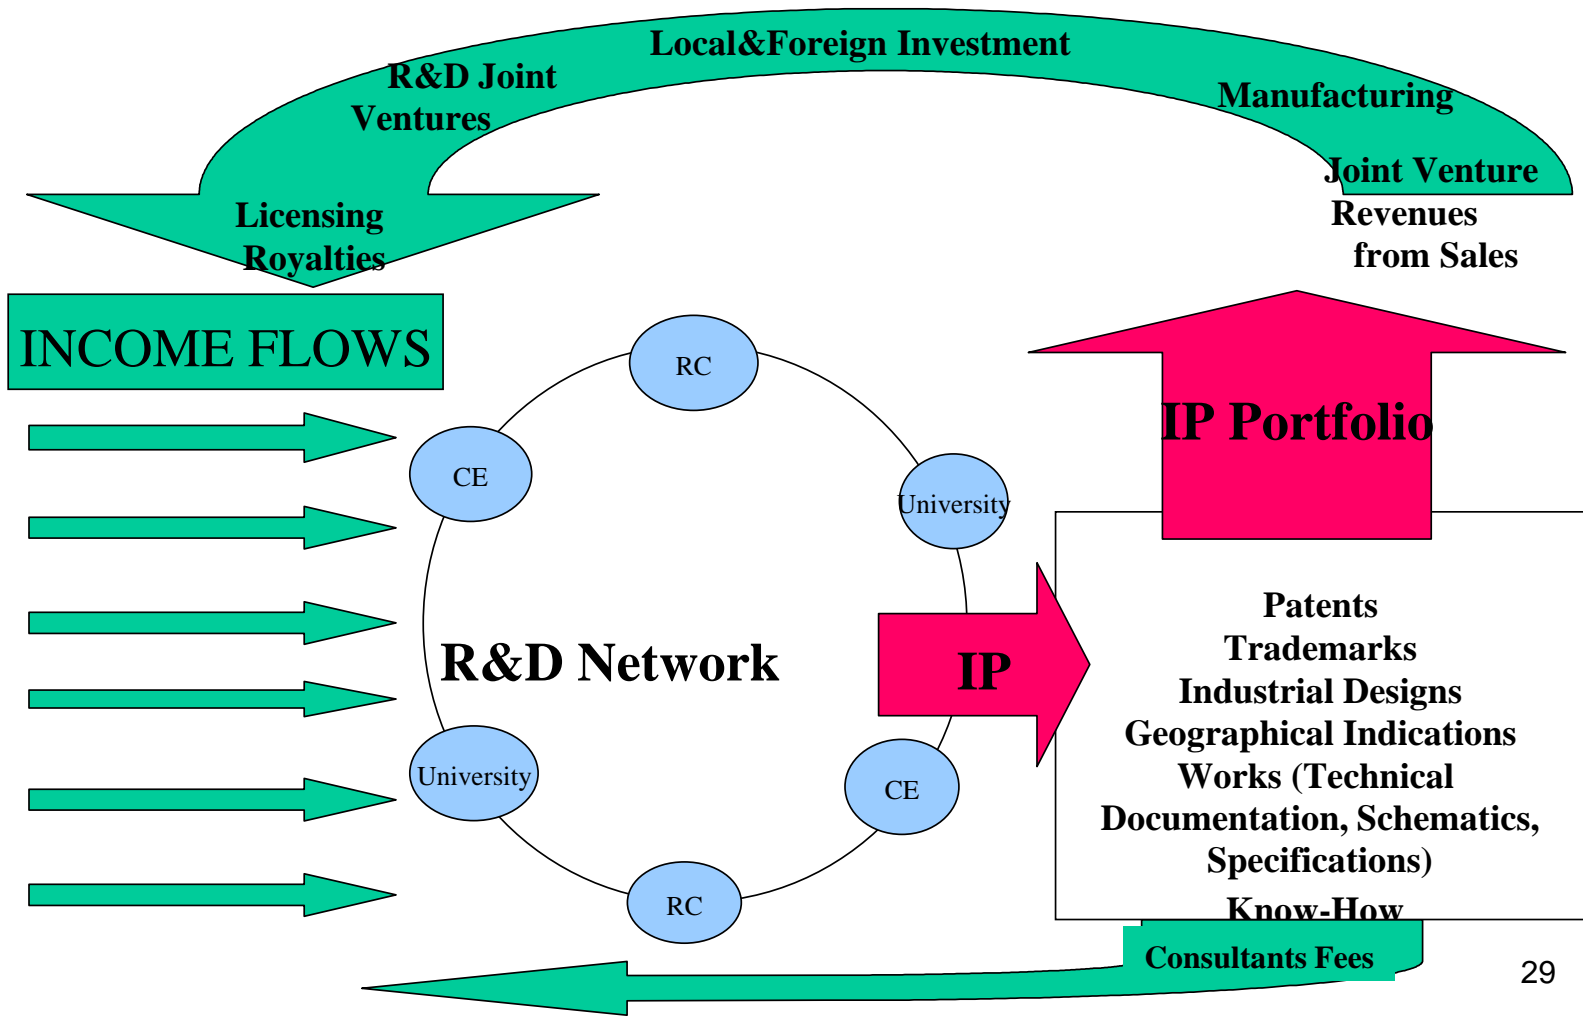 Local&Foreign Investment
R&D Joint
Ventures
Manufacturing
Joint Venture
Revenues
from Sales
Licensing
Royalties
INCOME FLOWS
RC
CE
University
IP Portfolio
R&D Network
IP
University
CE
RC
Patents
Trademarks
Industrial Designs
Geographical Indications
Works (Technical
Documentation, Schematics,
Specifications)
Know-How
Consultants Fees
29